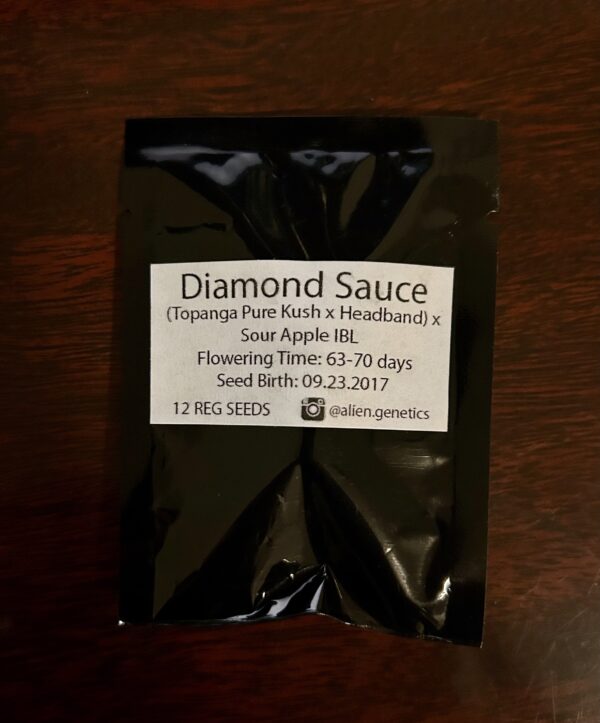 Diamond Sauce
(Topanga Pure Kush x Headband) x
Sour Apple IBL
Flowering Time: 63-70 days
Seed Birth: 09.23.2017
12 REG SEEDS @alien.genetics